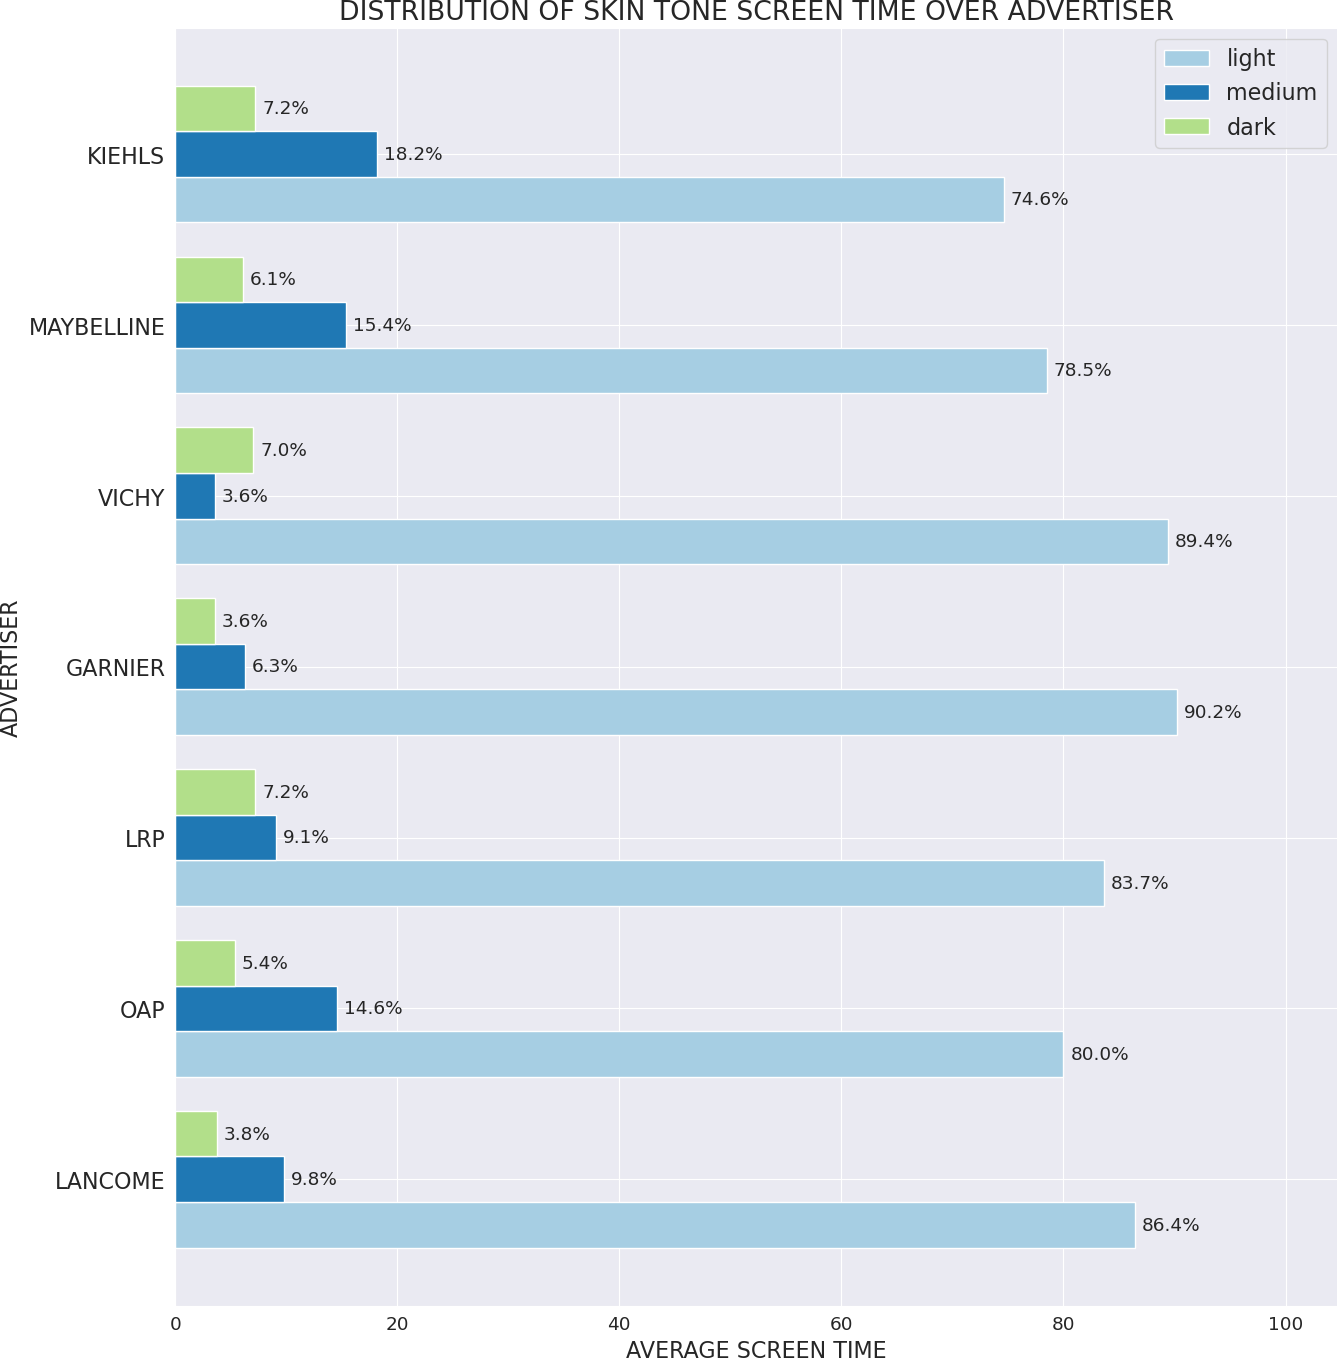 DISTRIBUTION OF SKIN TONE SCREEN TIME OVER ADVERTISER
light
medium
dark
KIEHLS
7.2%
18.2%
74.6%
MAYBELLINE
6.1%
15.4%
78.5%
VICHY
7.0%
3.6%
89.4%
GARNIER
3.6%
6.3%
90.2%
LRP
7.2%
9.1%
83.7%
OAP
5.4%
14.6%
80.0%
LANCOME
3.8%
9.8%
86.4%
ADVERTISER
0 20 40 60 80 100
AVERAGE SCREEN TIME